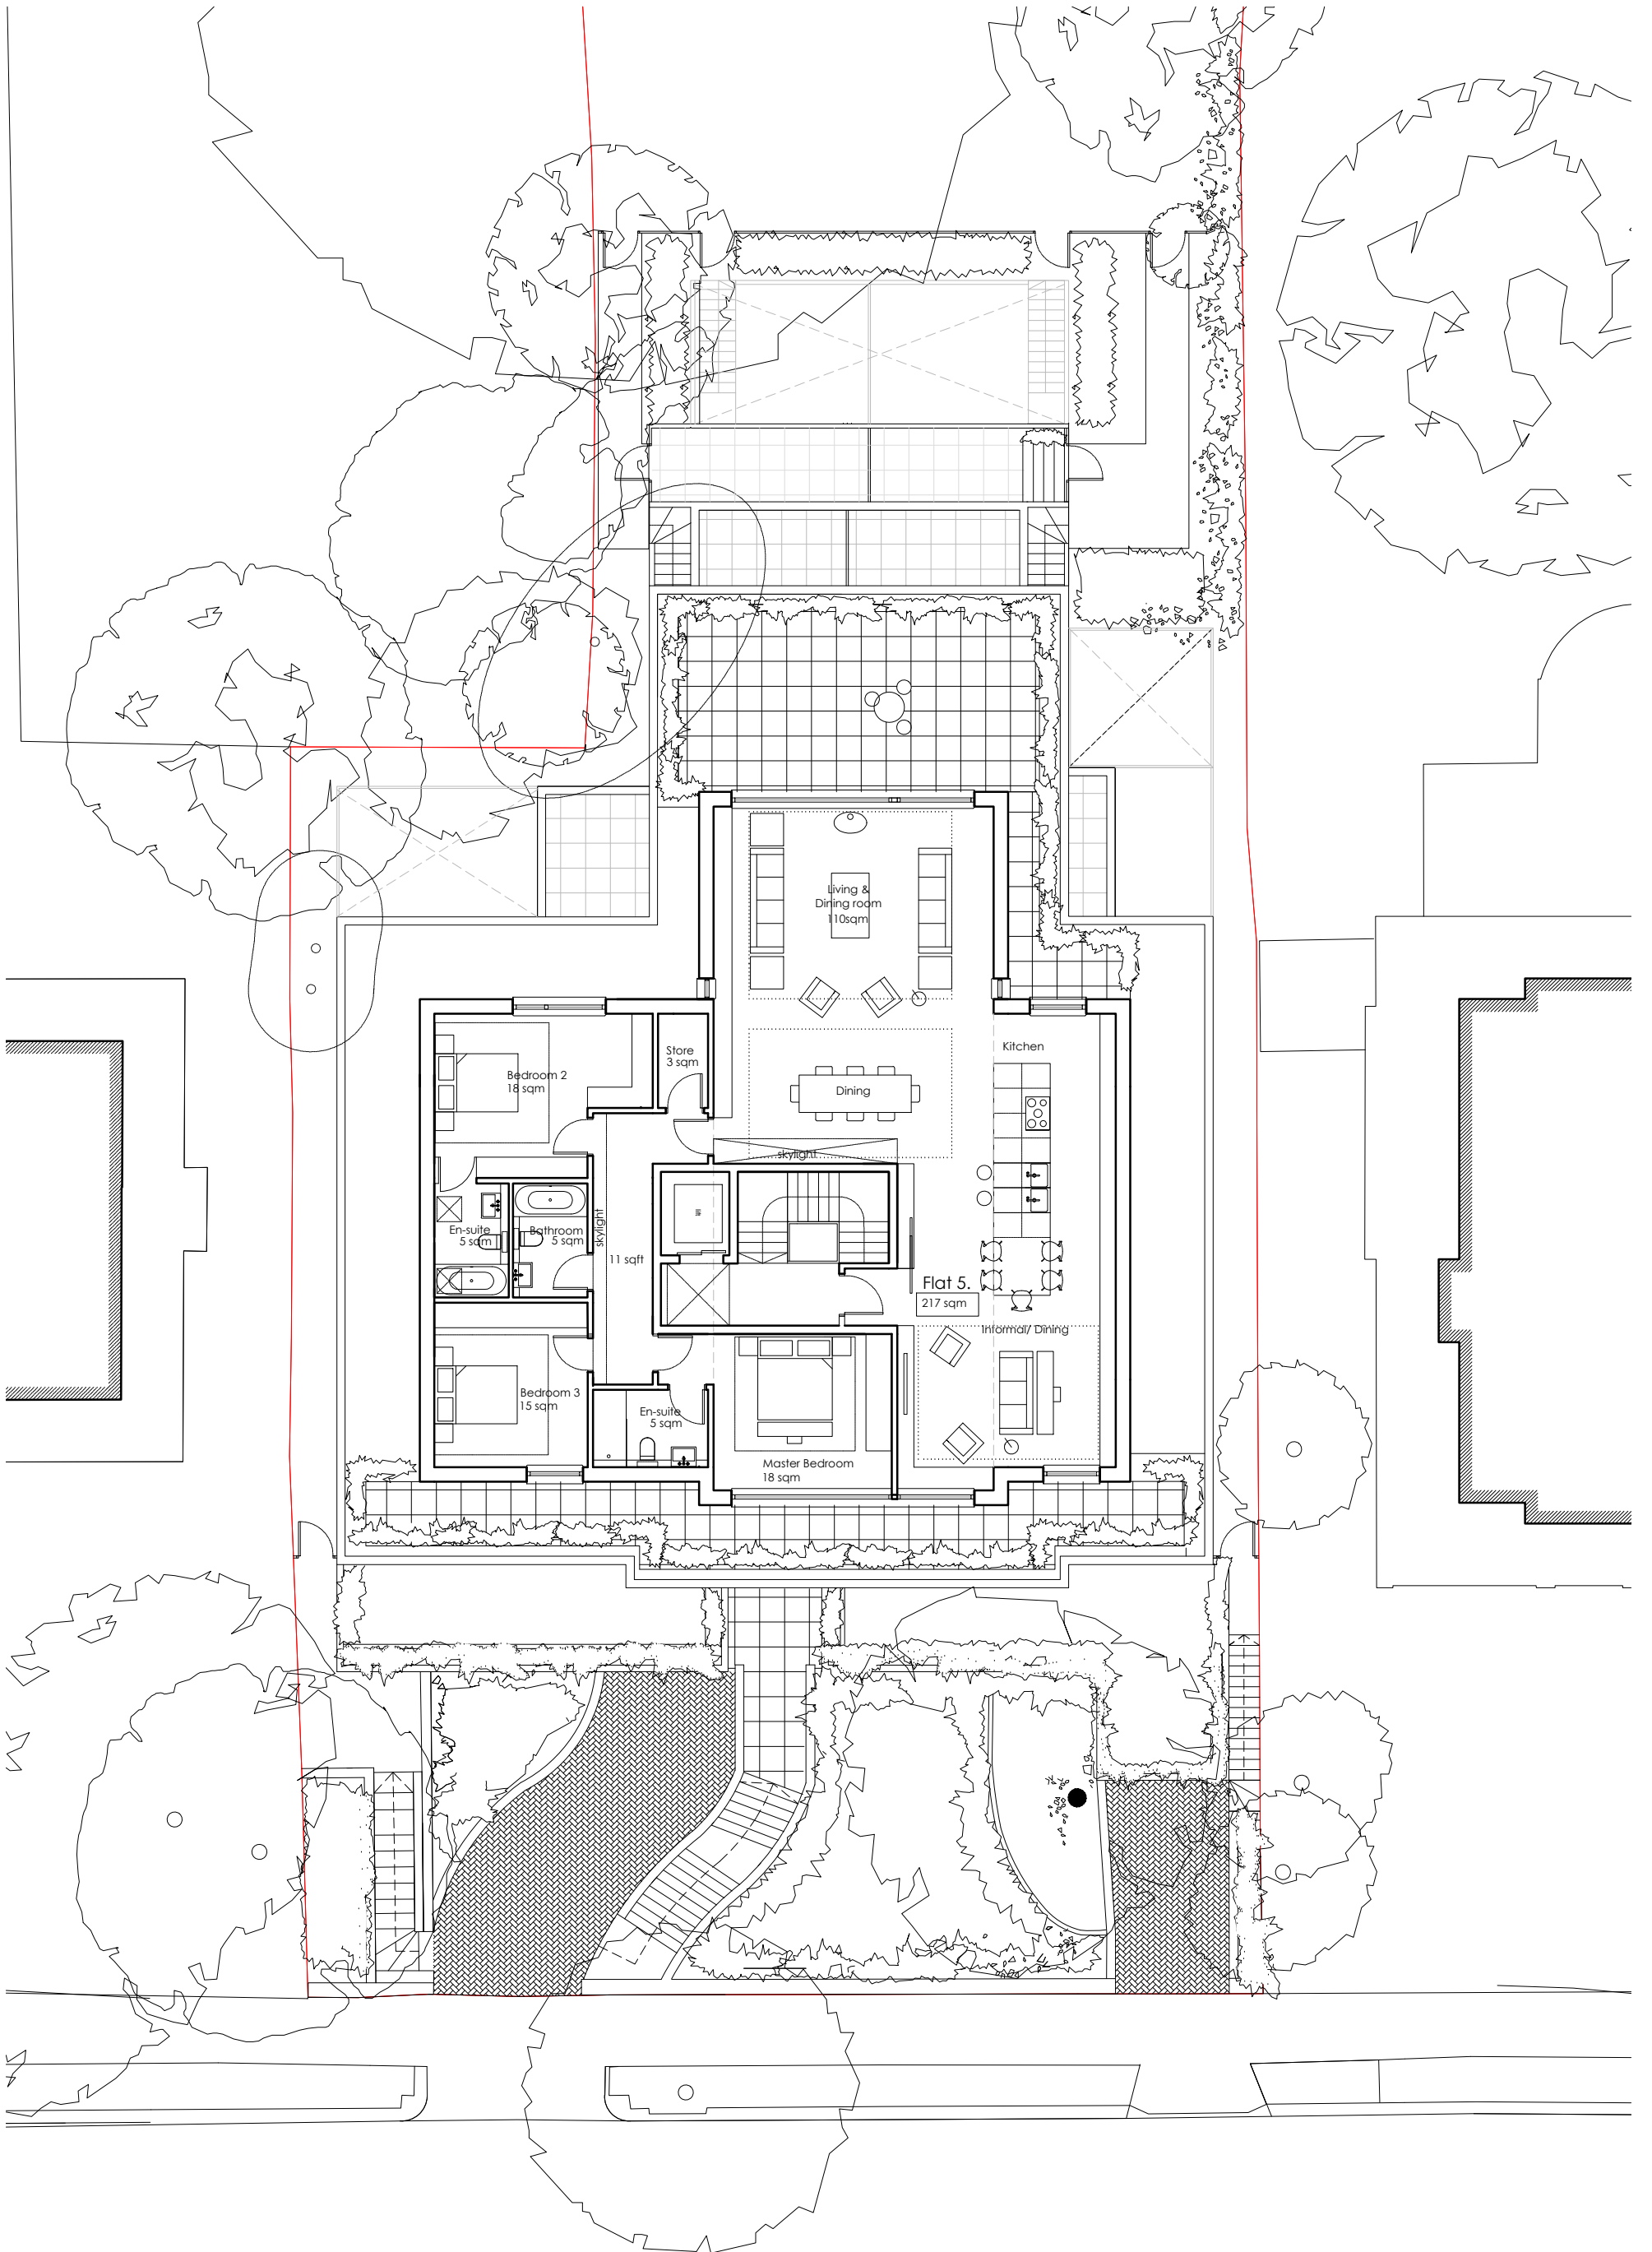 Living &
Dining room
110sqm
Kitchen
Store
3 sqm
Bedroom 2
18 sqm
Dining
skylight
En-suite
5 sqm
Bathroom
5 sqm
skylight
lift
11 sqft
Flat 5.
217 sqm
Informal/ Dining
Bedroom 3
15 sqm
En-suite
5 sqm
Master Bedroom
18 sqm